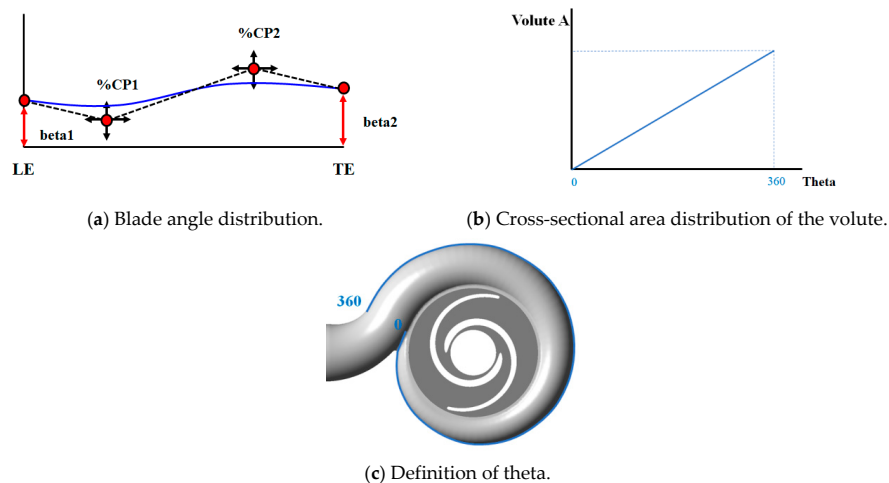 %CP2
%CP1
beta1
beta2
LE
TE
Volute A
0
360
Theta
(a) Blade angle distribution.
(b) Cross-sectional area distribution of the volute.
360
0
(c) Definition of theta.